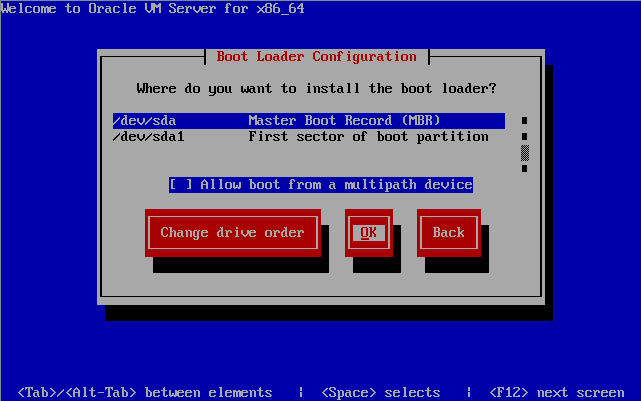 Welcome to Oracle VM Server for x86_64
Boot Loader Configuration
Where do you want to install the boot loader?
/dev/sda Master Boot Record (MBR)
/dev/sda1 First sector of boot partition
[ ] Allow boot from a multipath device
Change drive order OK Back
<Tab>/<Alt-Tab> between elements | <Space> selects | <F12> next screen